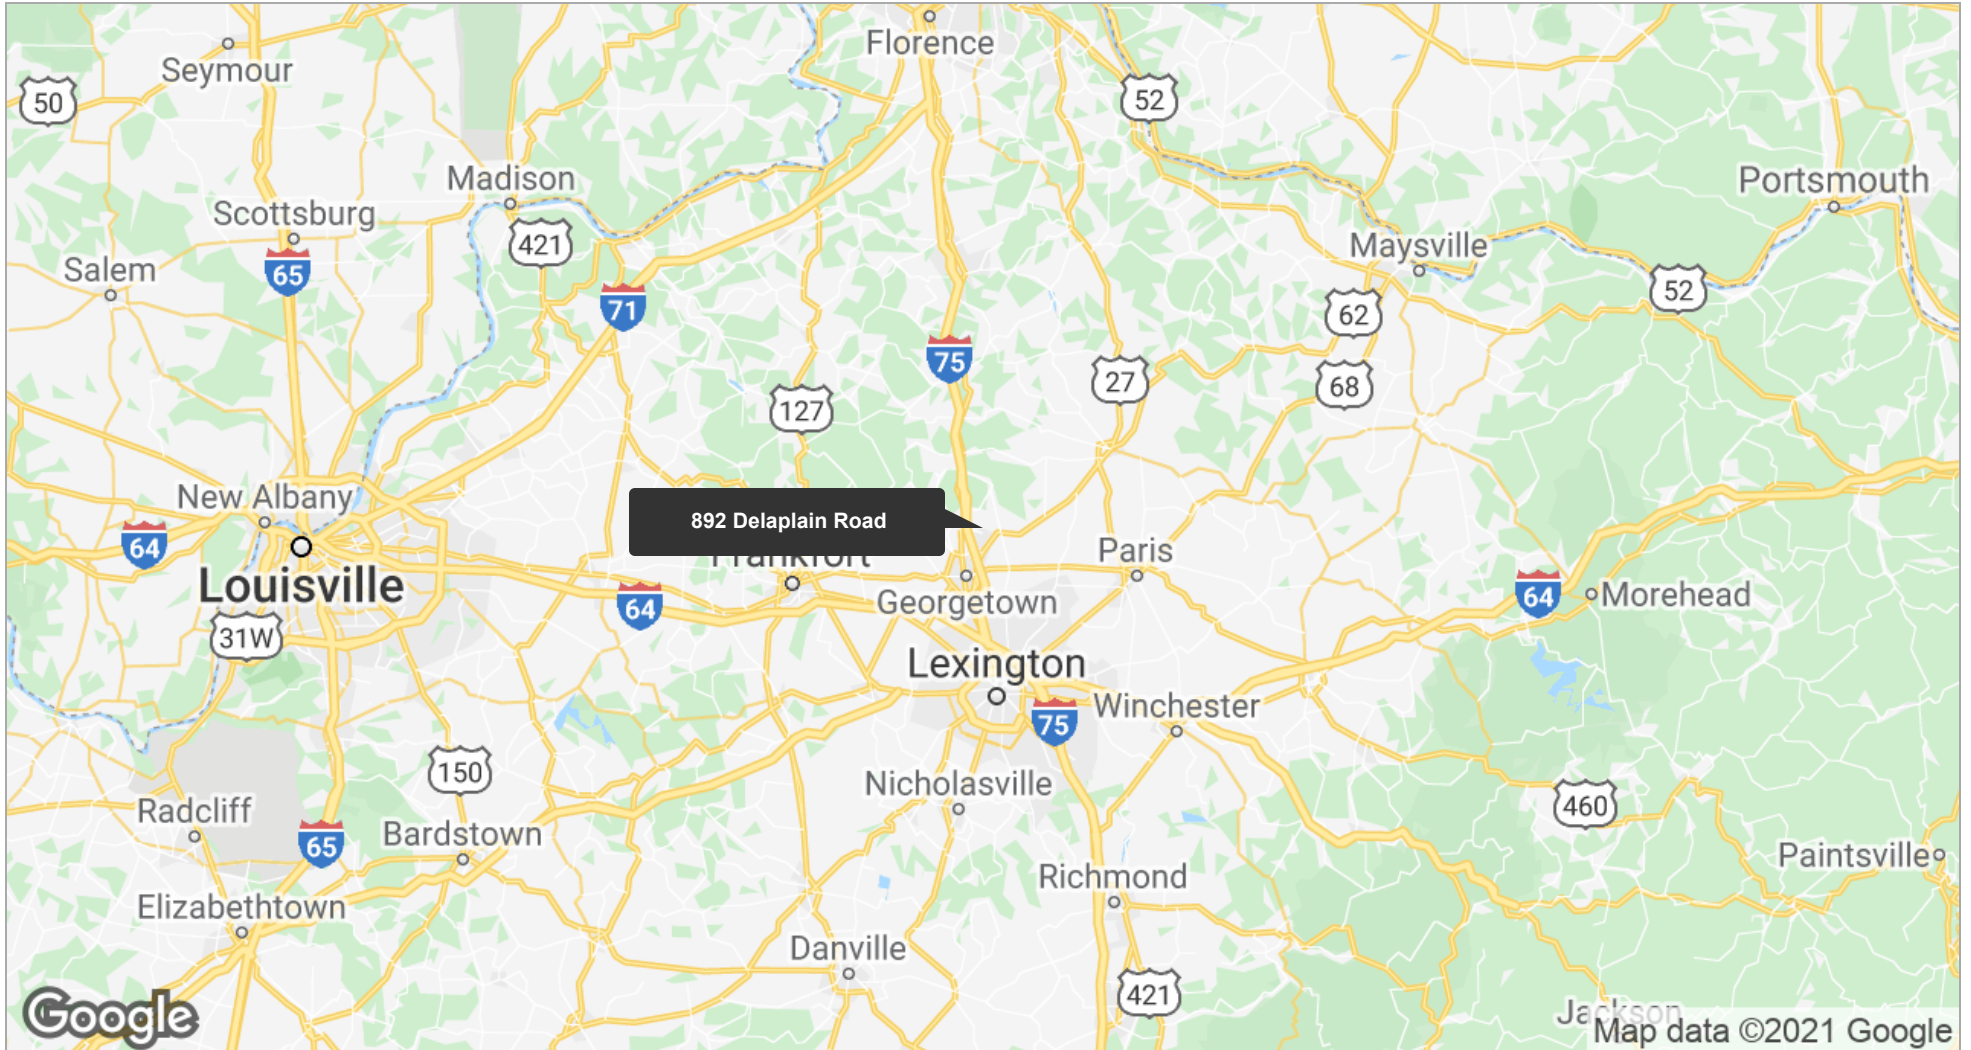 Florence
Seymour
50
52
Madison
Portsmouth
Scottsburg
421
Maysville
Salem
65
52
71
62
75
27
68
127
New Albany
892 Delaplain Road
64
Frankfort
Paris
Louisville
64
Georgetown
64
Morehead
31W
Lexington
75
Winchester
150
Nicholasville
460
Radcliff
65
Bardstown
Paintsville
Richmond
Elizabethtown
Danville
421
Google
Jackson
Map data ©2021 Google